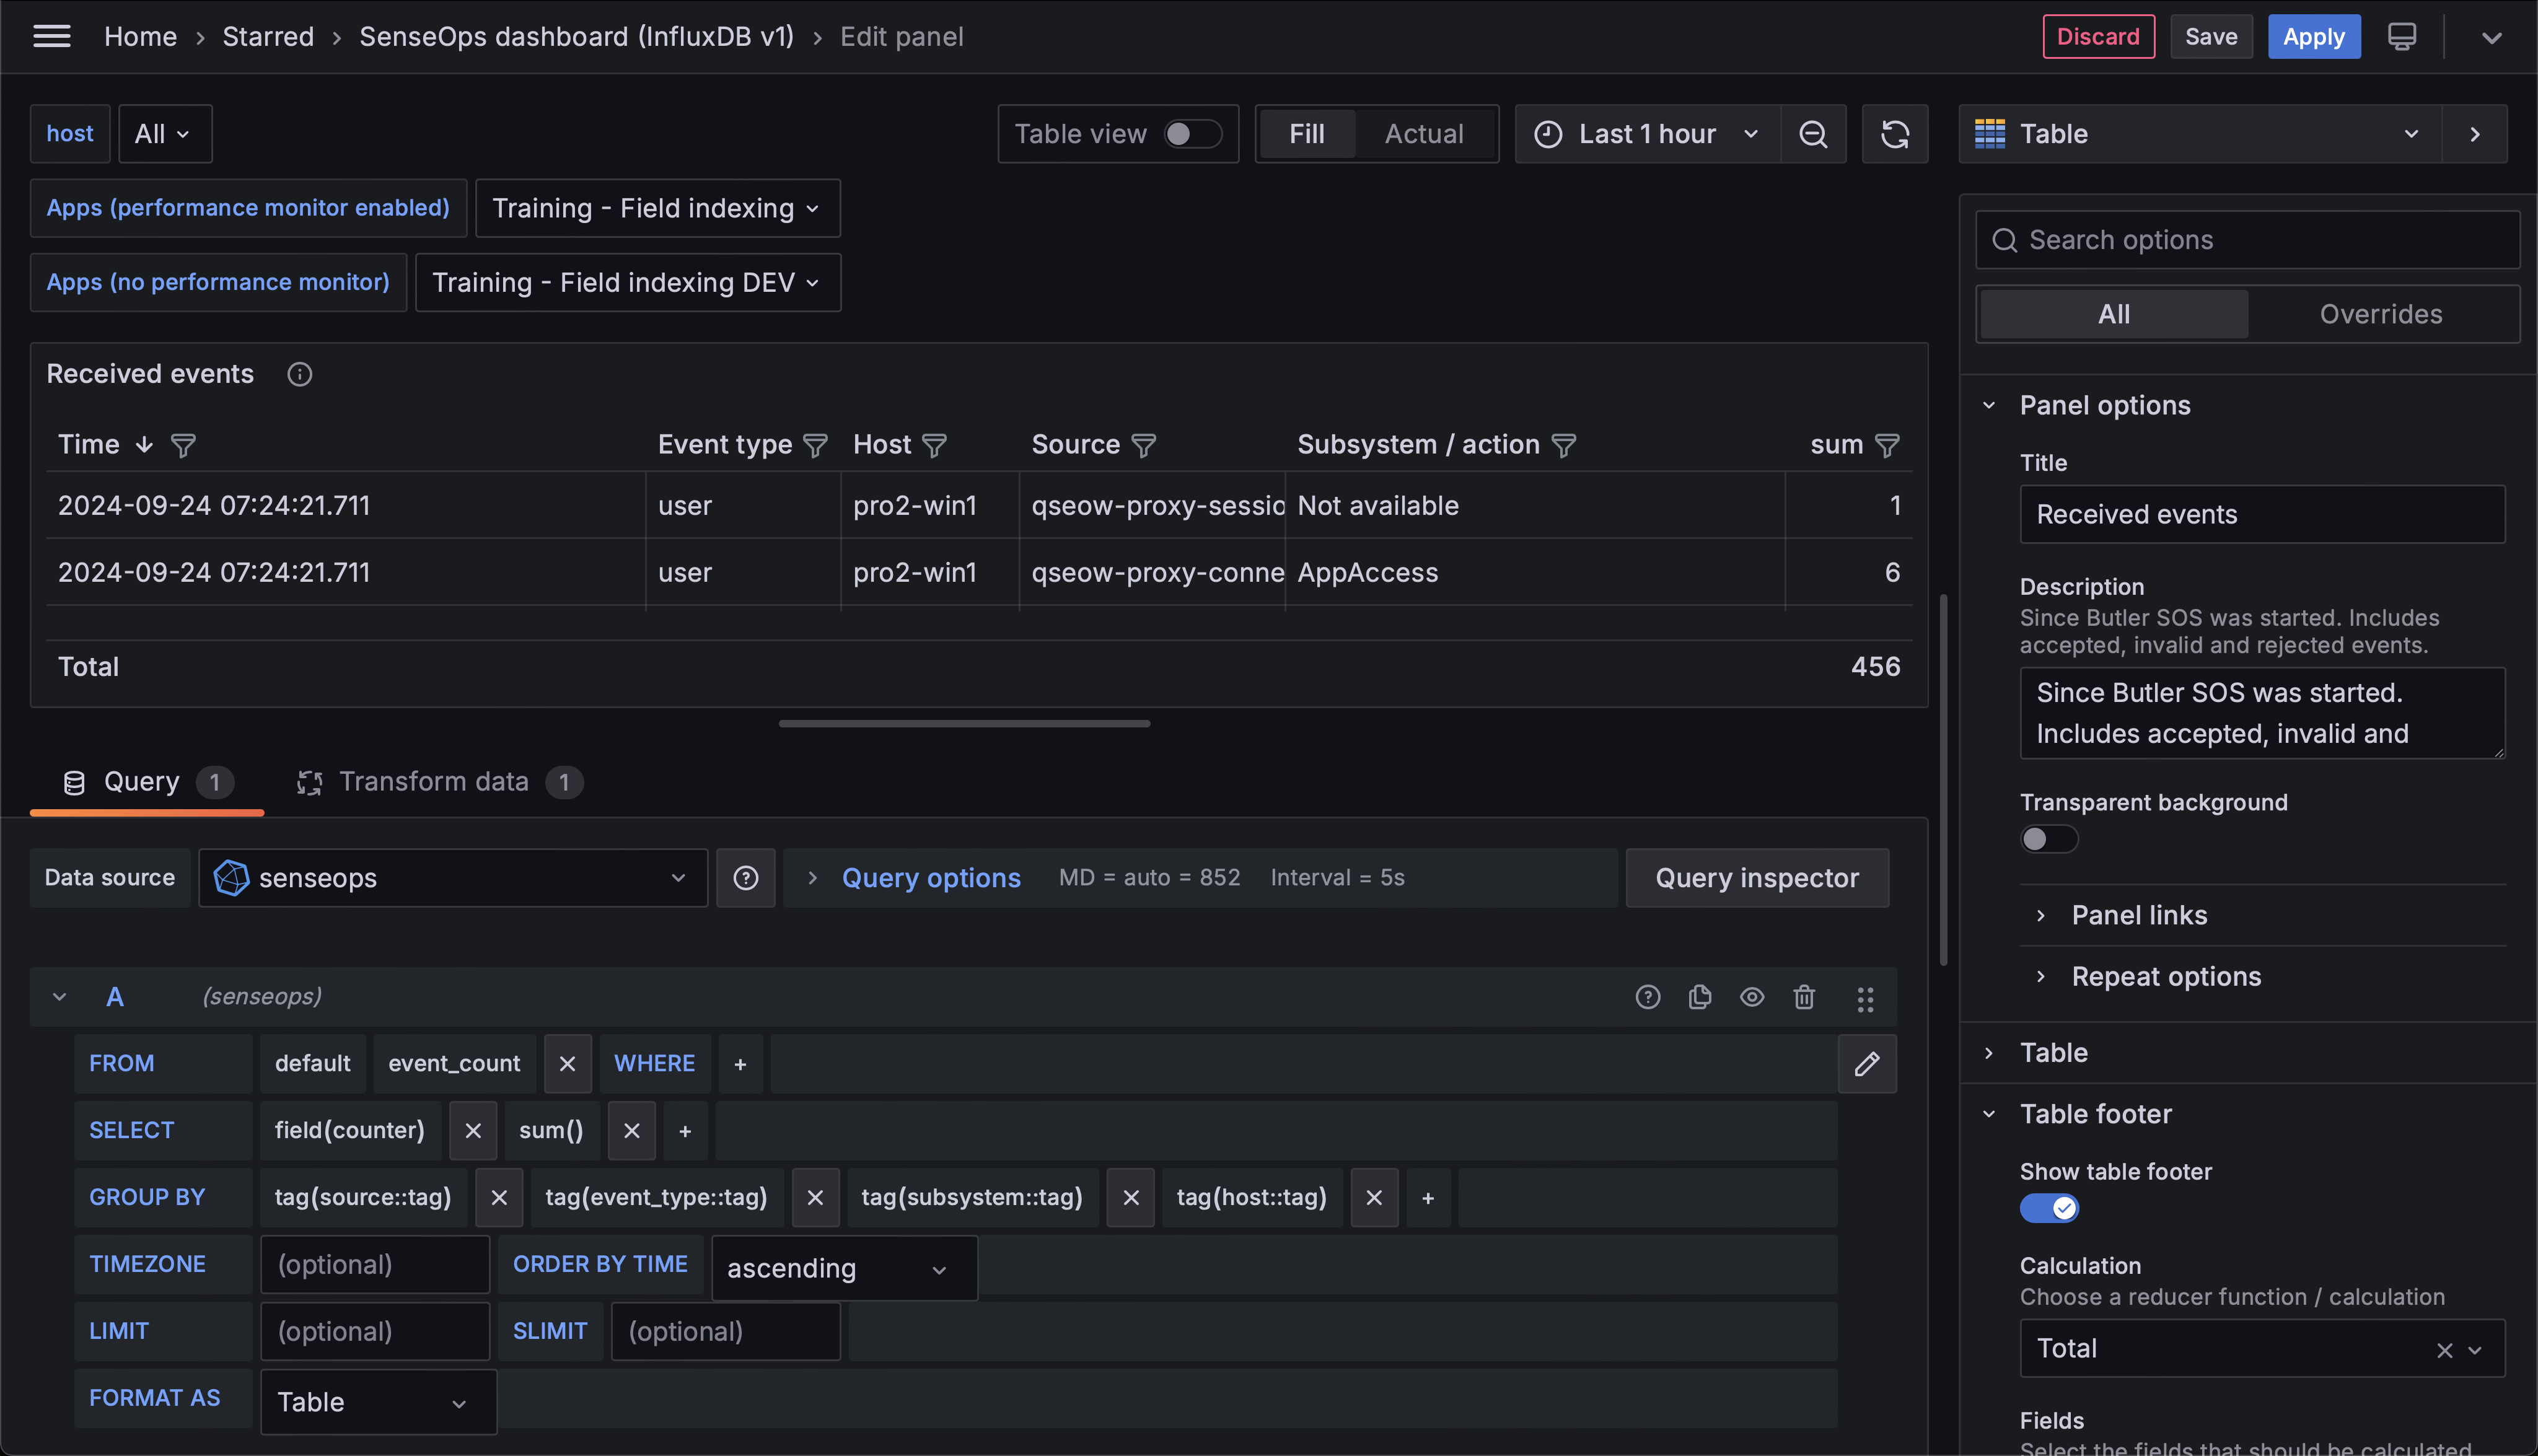 Home › Starred › SenseOps dashboard (InfluxDB v1) › Edit panel
Discard Save Apply
host All
Table view Fill Actual Last 1 hour
Table
Apps (performance monitor enabled) Training - Field indexing
Apps (no performance monitor) Training - Field indexing DEV
Search options
All Overrides
Received events
Time Event type Host Source Subsystem / action sum
2024-09-24 07:24:21.711 user pro2-win1 qseow-proxy-sessio Not available 1
2024-09-24 07:24:21.711 user pro2-win1 qseow-proxy-conne AppAccess 6
Total 456
Query 1 Transform data 1
Data source senseops Query options MD = auto = 852 Interval = 5s Query inspector
A (senseops)
FROM default event_count WHERE +
SELECT field(counter) sum() +
GROUP BY tag(source::tag) tag(event_type::tag) tag(subsystem::tag) tag(host::tag) +
TIMEZONE (optional) ORDER BY TIME ascending
LIMIT (optional) SLIMIT (optional)
FORMAT AS Table
Panel options
Title
Received events
Description
Since Butler SOS was started. Includes
accepted, invalid and rejected events.
Since Butler SOS was started.
Includes accepted, invalid and
Transparent background
Panel links
Repeat options
Table
Table footer
Show table footer
Calculation
Choose a reducer function / calculation
Total
Fields
Select the fields that should be calculated